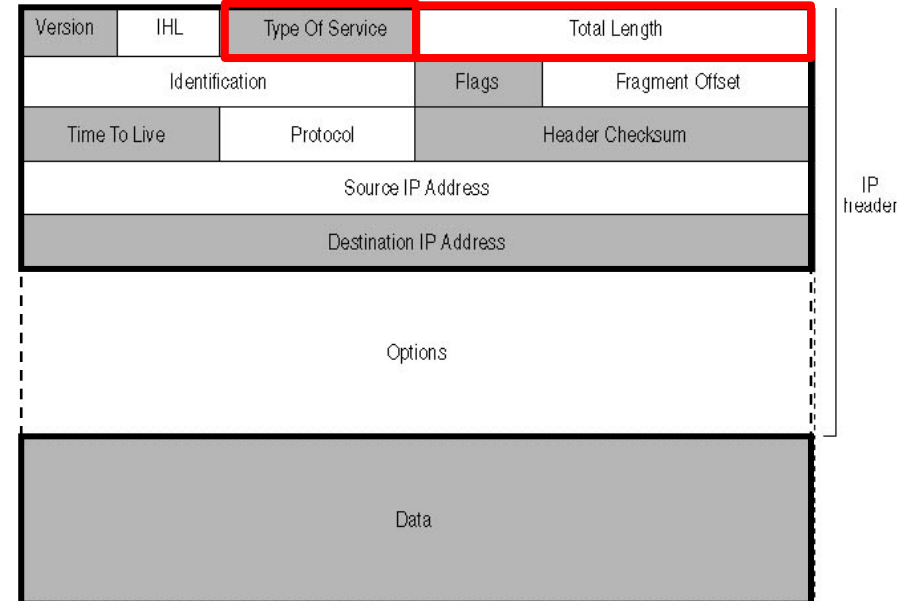 Version IHL Type Of Service Total Length
Identification Flags Fragment Offset
Time To Live Protocol Header Checksum
Source IP Address
Destination IP Address
IP
header
Options
Data